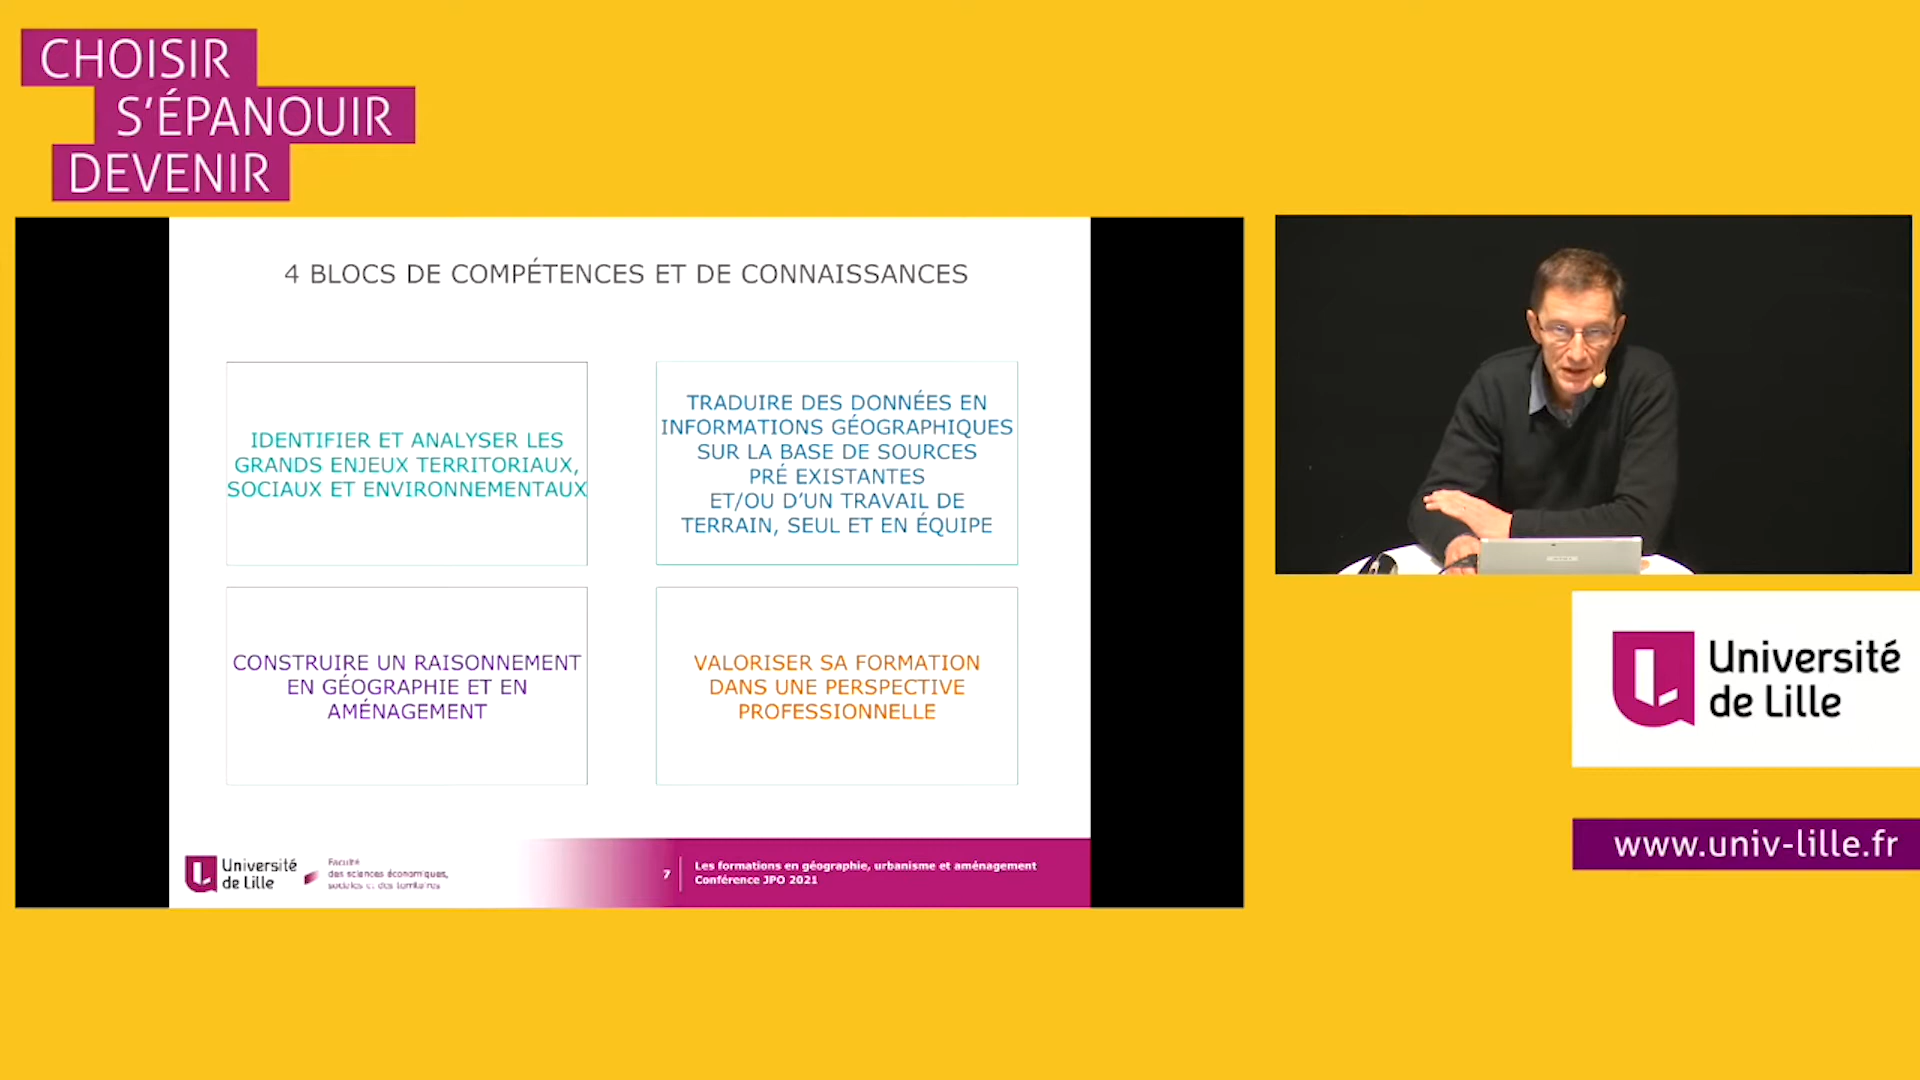 CHOISIR
S'ÉPANOUIR
DEVENIR
4 BLOCS DE COMPÉTENCES ET DE CONNAISSANCES
IDENTIFIER ET ANALYSER LES
GRANDS ENJEUX TERRITORIAUX,
SOCIAUX ET ENVIRONNEMENTAUX
TRADUIRE DES DONNÉES EN
INFORMATIONS GÉOGRAPHIQUES
SUR LA BASE DE SOURCES
PRÉ EXISTANTES
ET/OU D'UN TRAVAIL DE
TERRAIN, SEUL ET EN ÉQUIPE
CONSTRUIRE UN RAISONNEMENT
EN GÉOGRAPHIE ET EN
AMÉNAGEMENT
VALORISER SA FORMATION
DANS UNE PERSPECTIVE
PROFESSIONNELLE
Université
de Lille
Faculté
des sciences économiques,
sociales et des territoires
7
Les formations en géographie, urbanisme et aménagement
Conférence JPO 2021
Université
de Lille
www.univ-lille.fr